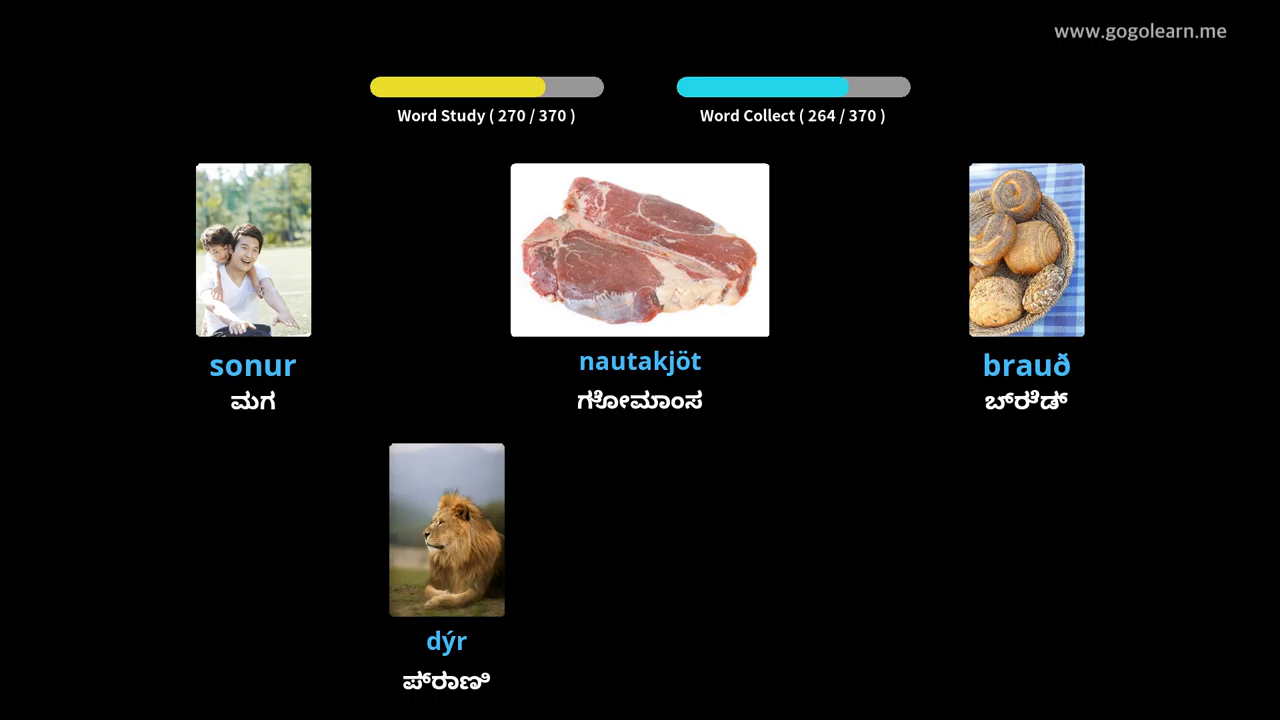 www.gogolearn.me
Word Study ( 270 / 370 )
Word Collect ( 264 / 370 )
sonur
ಮಗ
nautakjöt
ಗೋಮಾಂಸ
brauð
ಬ್ರೆಡ್
dýr
ಪ್ರಾಣಿ